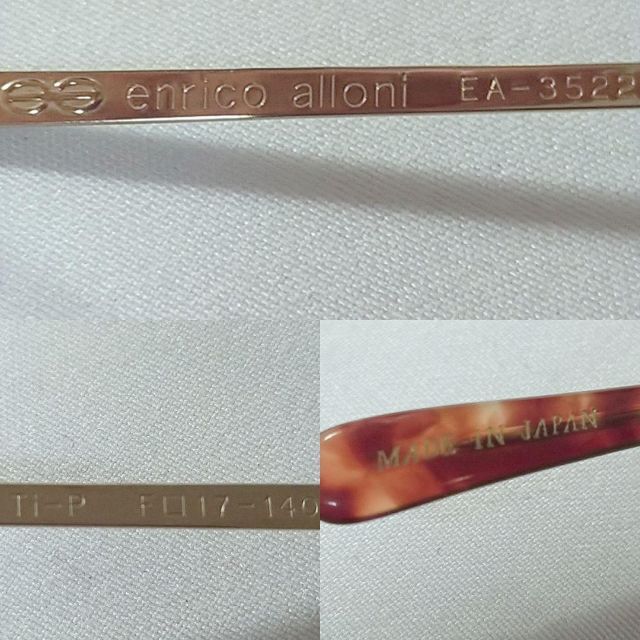 enrico alloni EA-3522
Ti-P F□17-140
MADE IN JAPAN